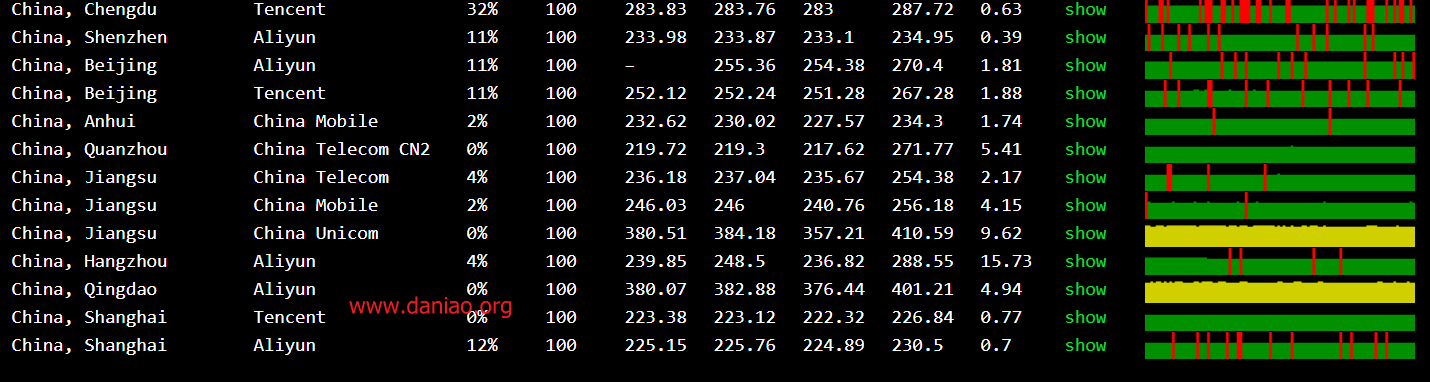 China, Chengdu Tencent 32% 100 283.83 283.76 283 287.72 0.63 show
China, Shenzhen Aliyun 11% 100 233.98 233.87 233.1 234.95 0.39 show
China, Beijing Aliyun 11% 100 – 255.36 254.38 270.4 1.81 show
China, Beijing Tencent 11% 100 252.12 252.24 251.28 267.28 1.88 show
China, Anhui China Mobile 2% 100 232.62 230.02 227.57 234.3 1.74 show
China, Quanzhou China Telecom CN2 0% 100 219.72 219.3 217.62 271.77 5.41 show
China, Jiangsu China Telecom 4% 100 236.18 237.04 235.67 254.38 2.17 show
China, Jiangsu China Mobile 2% 100 246.03 246 240.76 256.18 4.15 show
China, Jiangsu China Unicom 0% 100 380.51 384.18 357.21 410.59 9.62 show
China, Hangzhou Aliyun 4% 100 239.85 248.5 236.82 288.55 15.73 show
China, Qingdao Aliyun 0% 100 380.07 382.88 376.44 401.21 4.94 show
www.daniao.org
China, Shanghai Tencent 0% 100 223.38 223.12 222.32 226.84 0.77 show
China, Shanghai Aliyun 12% 100 225.15 225.76 224.89 230.5 0.7 show